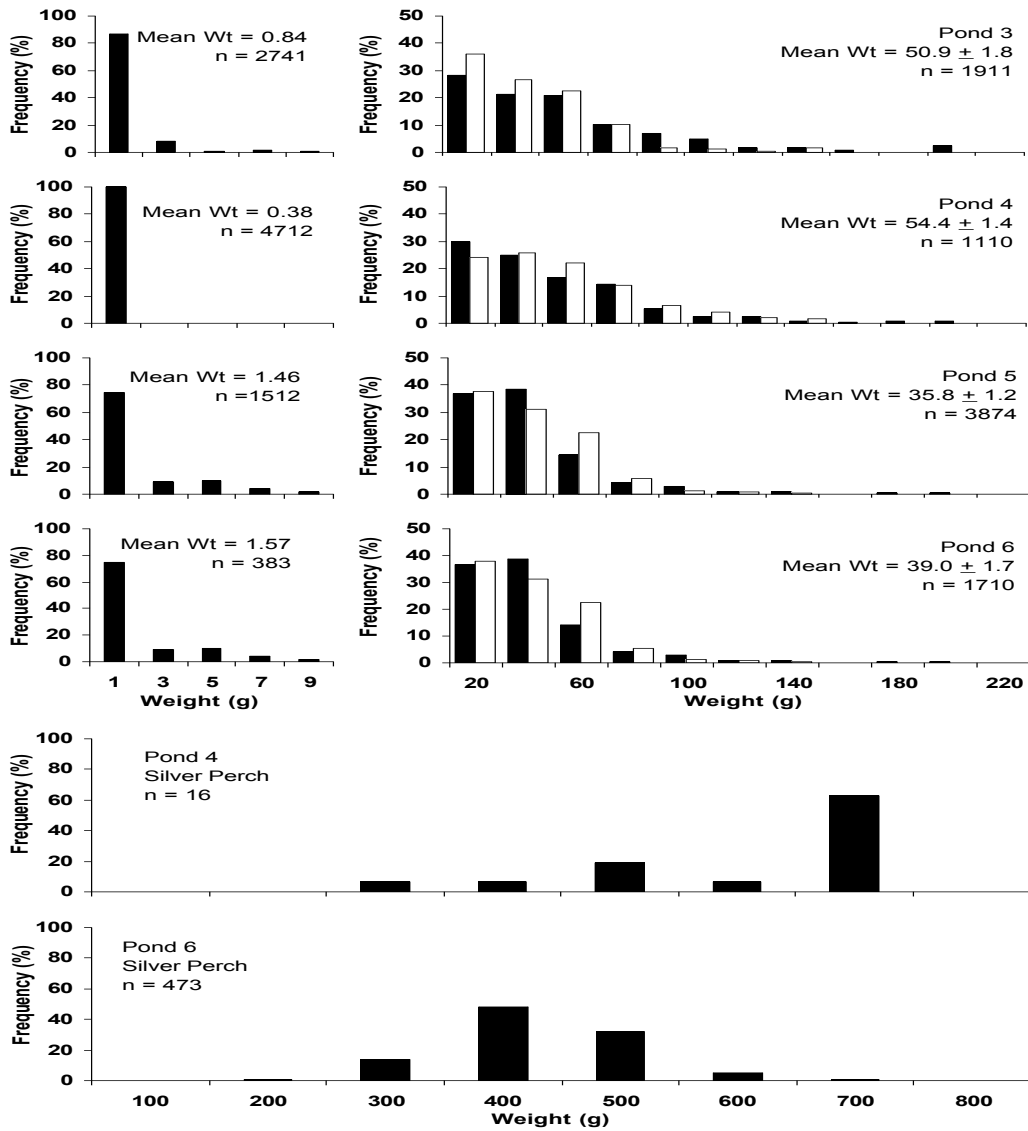 Frequency (%)
100
80
60
40
20
0
Mean Wt = 0.84
n = 2741
Frequency (%)
50
40
30
20
10
0
Pond 3
Mean Wt = 50.9 ± 1.8
n = 1911
Frequency (%)
100
80
60
40
20
0
Mean Wt = 0.38
n = 4712
Frequency (%)
50
40
30
20
10
0
Pond 4
Mean Wt = 54.4 ± 1.4
n = 1110
Frequency (%)
100
80
60
40
20
0
Mean Wt = 1.46
n =1512
Frequency (%)
50
40
30
20
10
0
Pond 5
Mean Wt = 35.8 ± 1.2
n = 3874
Frequency (%)
100
80
60
40
20
0
Mean Wt = 1.57
n = 383
1 3 5 7 9
Weight (g)
Frequency (%)
50
40
30
20
10
0
Pond 6
Mean Wt = 39.0 ± 1.7
n = 1710
20 60 100 140 180 220
Weight (g)
Frequency (%)
100
80
60
40
20
0
Pond 4
Silver Perch
n = 16
Frequency (%)
100
80
60
40
20
0
Pond 6
Silver Perch
n = 473
100 200 300 400 500 600 700 800
Weight (g)